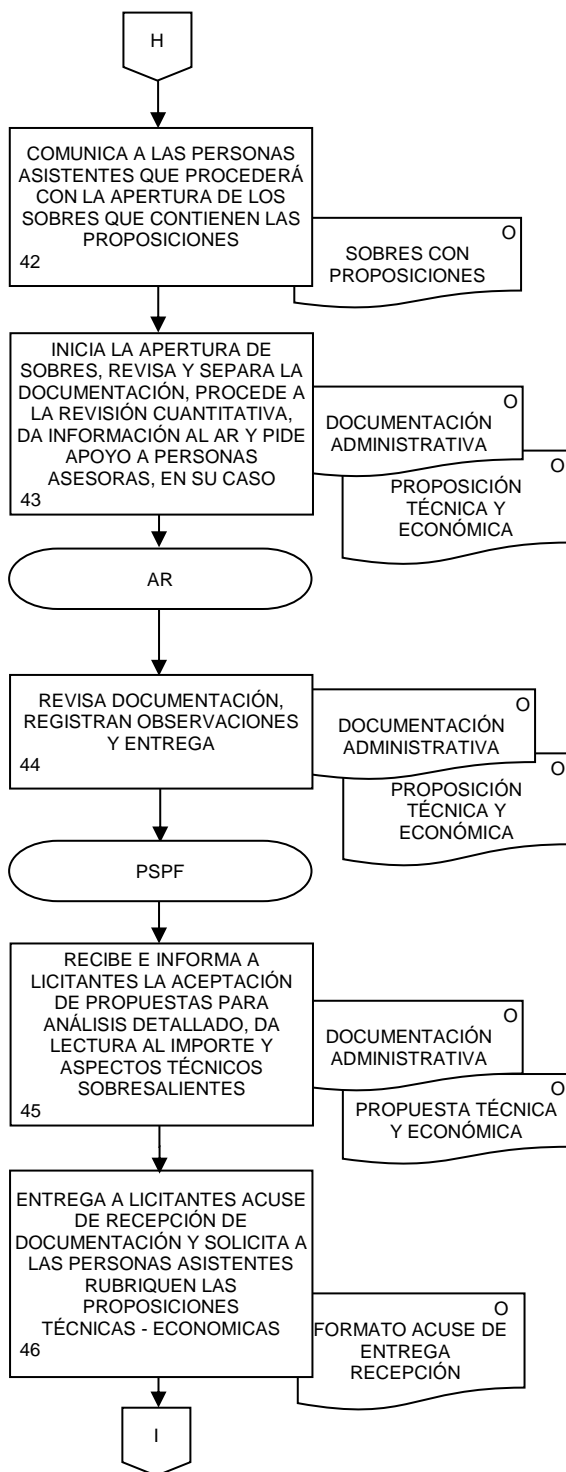 H
COMUNICA A LAS PERSONAS
ASISTENTES QUE PROCEDERÁ
CON LA APERTURA DE LOS
SOBRES QUE CONTIENEN LAS
PROPOSICIONES
42
O
SOBRES CON
PROPOSICIONES
INICIA LA APERTURA DE
SOBRES, REVISA Y SEPARA LA
DOCUMENTACIÓN, PROCEDE A
LA REVISIÓN CUANTITATIVA,
DA INFORMACIÓN AL AR Y PIDE
APOYO A PERSONAS
ASESORAS, EN SU CASO
43
O
DOCUMENTACIÓN
ADMINISTRATIVA
O
PROPOSICIÓN
TÉCNICA Y
ECONÓMICA
AR
REVISA DOCUMENTACIÓN,
REGISTRAN OBSERVACIONES
Y ENTREGA
44
O
DOCUMENTACIÓN
ADMINISTRATIVA
O
PROPOSICIÓN
TÉCNICA Y
ECONÓMICA
PSPF
RECIBE E INFORMA A
LICITANTES LA ACEPTACIÓN
DE PROPUESTAS PARA
ANÁLISIS DETALLADO, DA
LECTURA AL IMPORTE Y
ASPECTOS TÉCNICOS
SOBRESALIENTES
45
O
DOCUMENTACIÓN
ADMINISTRATIVA
O
PROPUESTA TÉCNICA
Y ECONÓMICA
ENTREGA A LICITANTES ACUSE
DE RECEPCIÓN DE
DOCUMENTACIÓN Y SOLICITA A
LAS PERSONAS ASISTENTES
RUBRIQUEN LAS
PROPOSICIONES
TÉCNICAS - ECONOMICAS
46
O
FORMATO ACUSE DE
ENTREGA
RECEPCIÓN
I